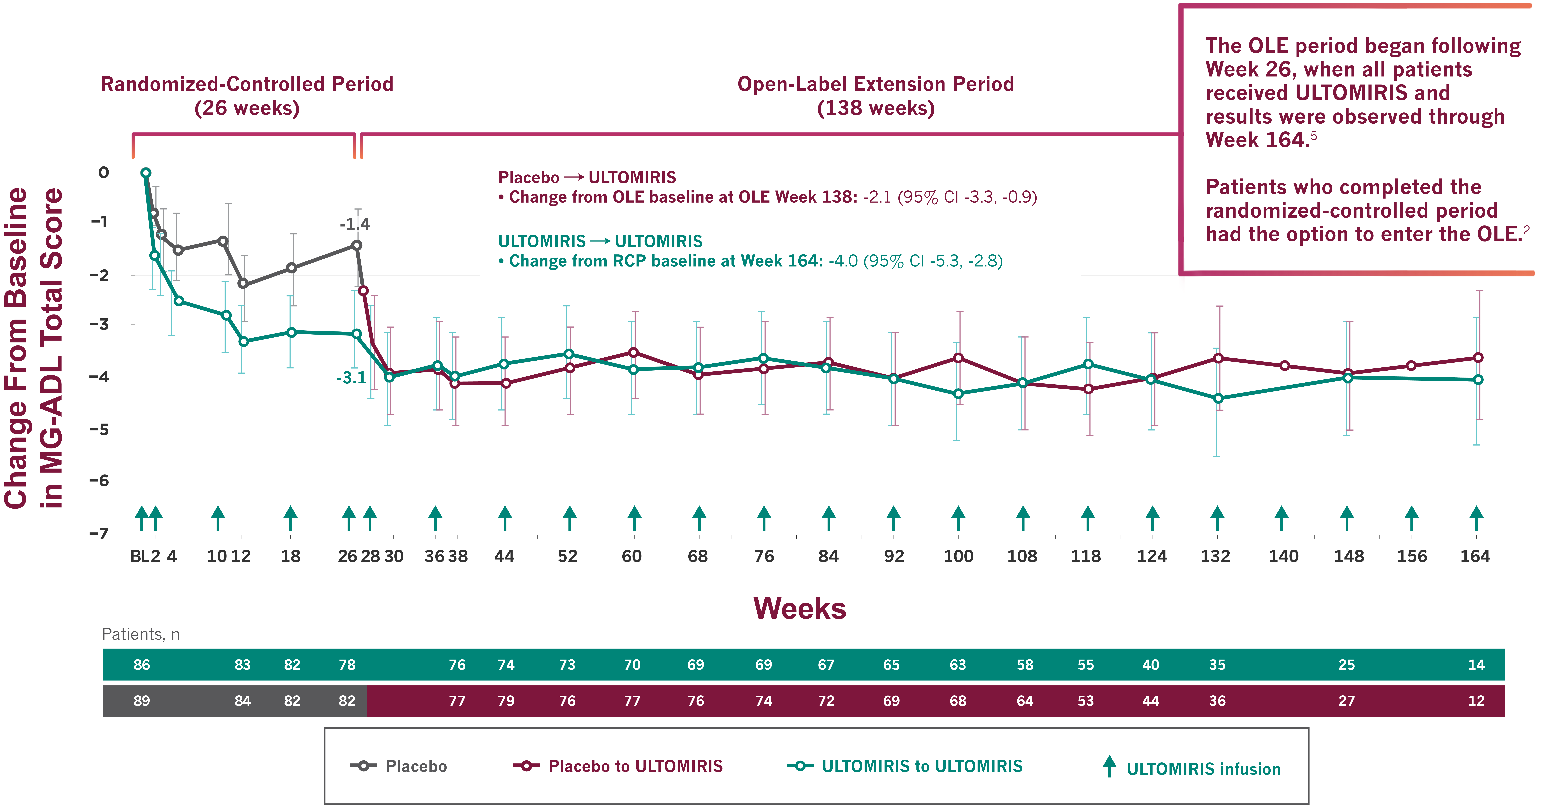 The OLE period began following
Week 26, when all patients
received ULTOMIRIS and
results were observed through
Week 164.5
Patients who completed the
randomized-controlled period
had the option to enter the OLE.2
Randomized-Controlled Period
(26 weeks)
Open-Label Extension Period
(138 weeks)
Change From Baseline
in MG-ADL Total Score
0
−1
−2
−3
−4
−5
−6
−7
-1.4
-3.1
Placebo → ULTOMIRIS
• Change from OLE baseline at OLE Week 138: -2.1 (95% CI -3.3, -0.9)
ULTOMIRIS → ULTOMIRIS
• Change from RCP baseline at Week 164: -4.0 (95% CI -5.3, -2.8)
BL 2 4 10 12 18 26 28 30 36 38 44 52 60 68 76 84 92 100 108 118 124 132 140 148 156 164
Weeks
Patients, n
86 83 82 78 76 74 73 70 69 69 67 65 63 58 55 40 35 25 14
89 84 82 82 77 79 76 77 76 74 72 69 68 64 53 44 36 27 12
Placebo
Placebo to ULTOMIRIS
ULTOMIRIS to ULTOMIRIS
ULTOMIRIS infusion